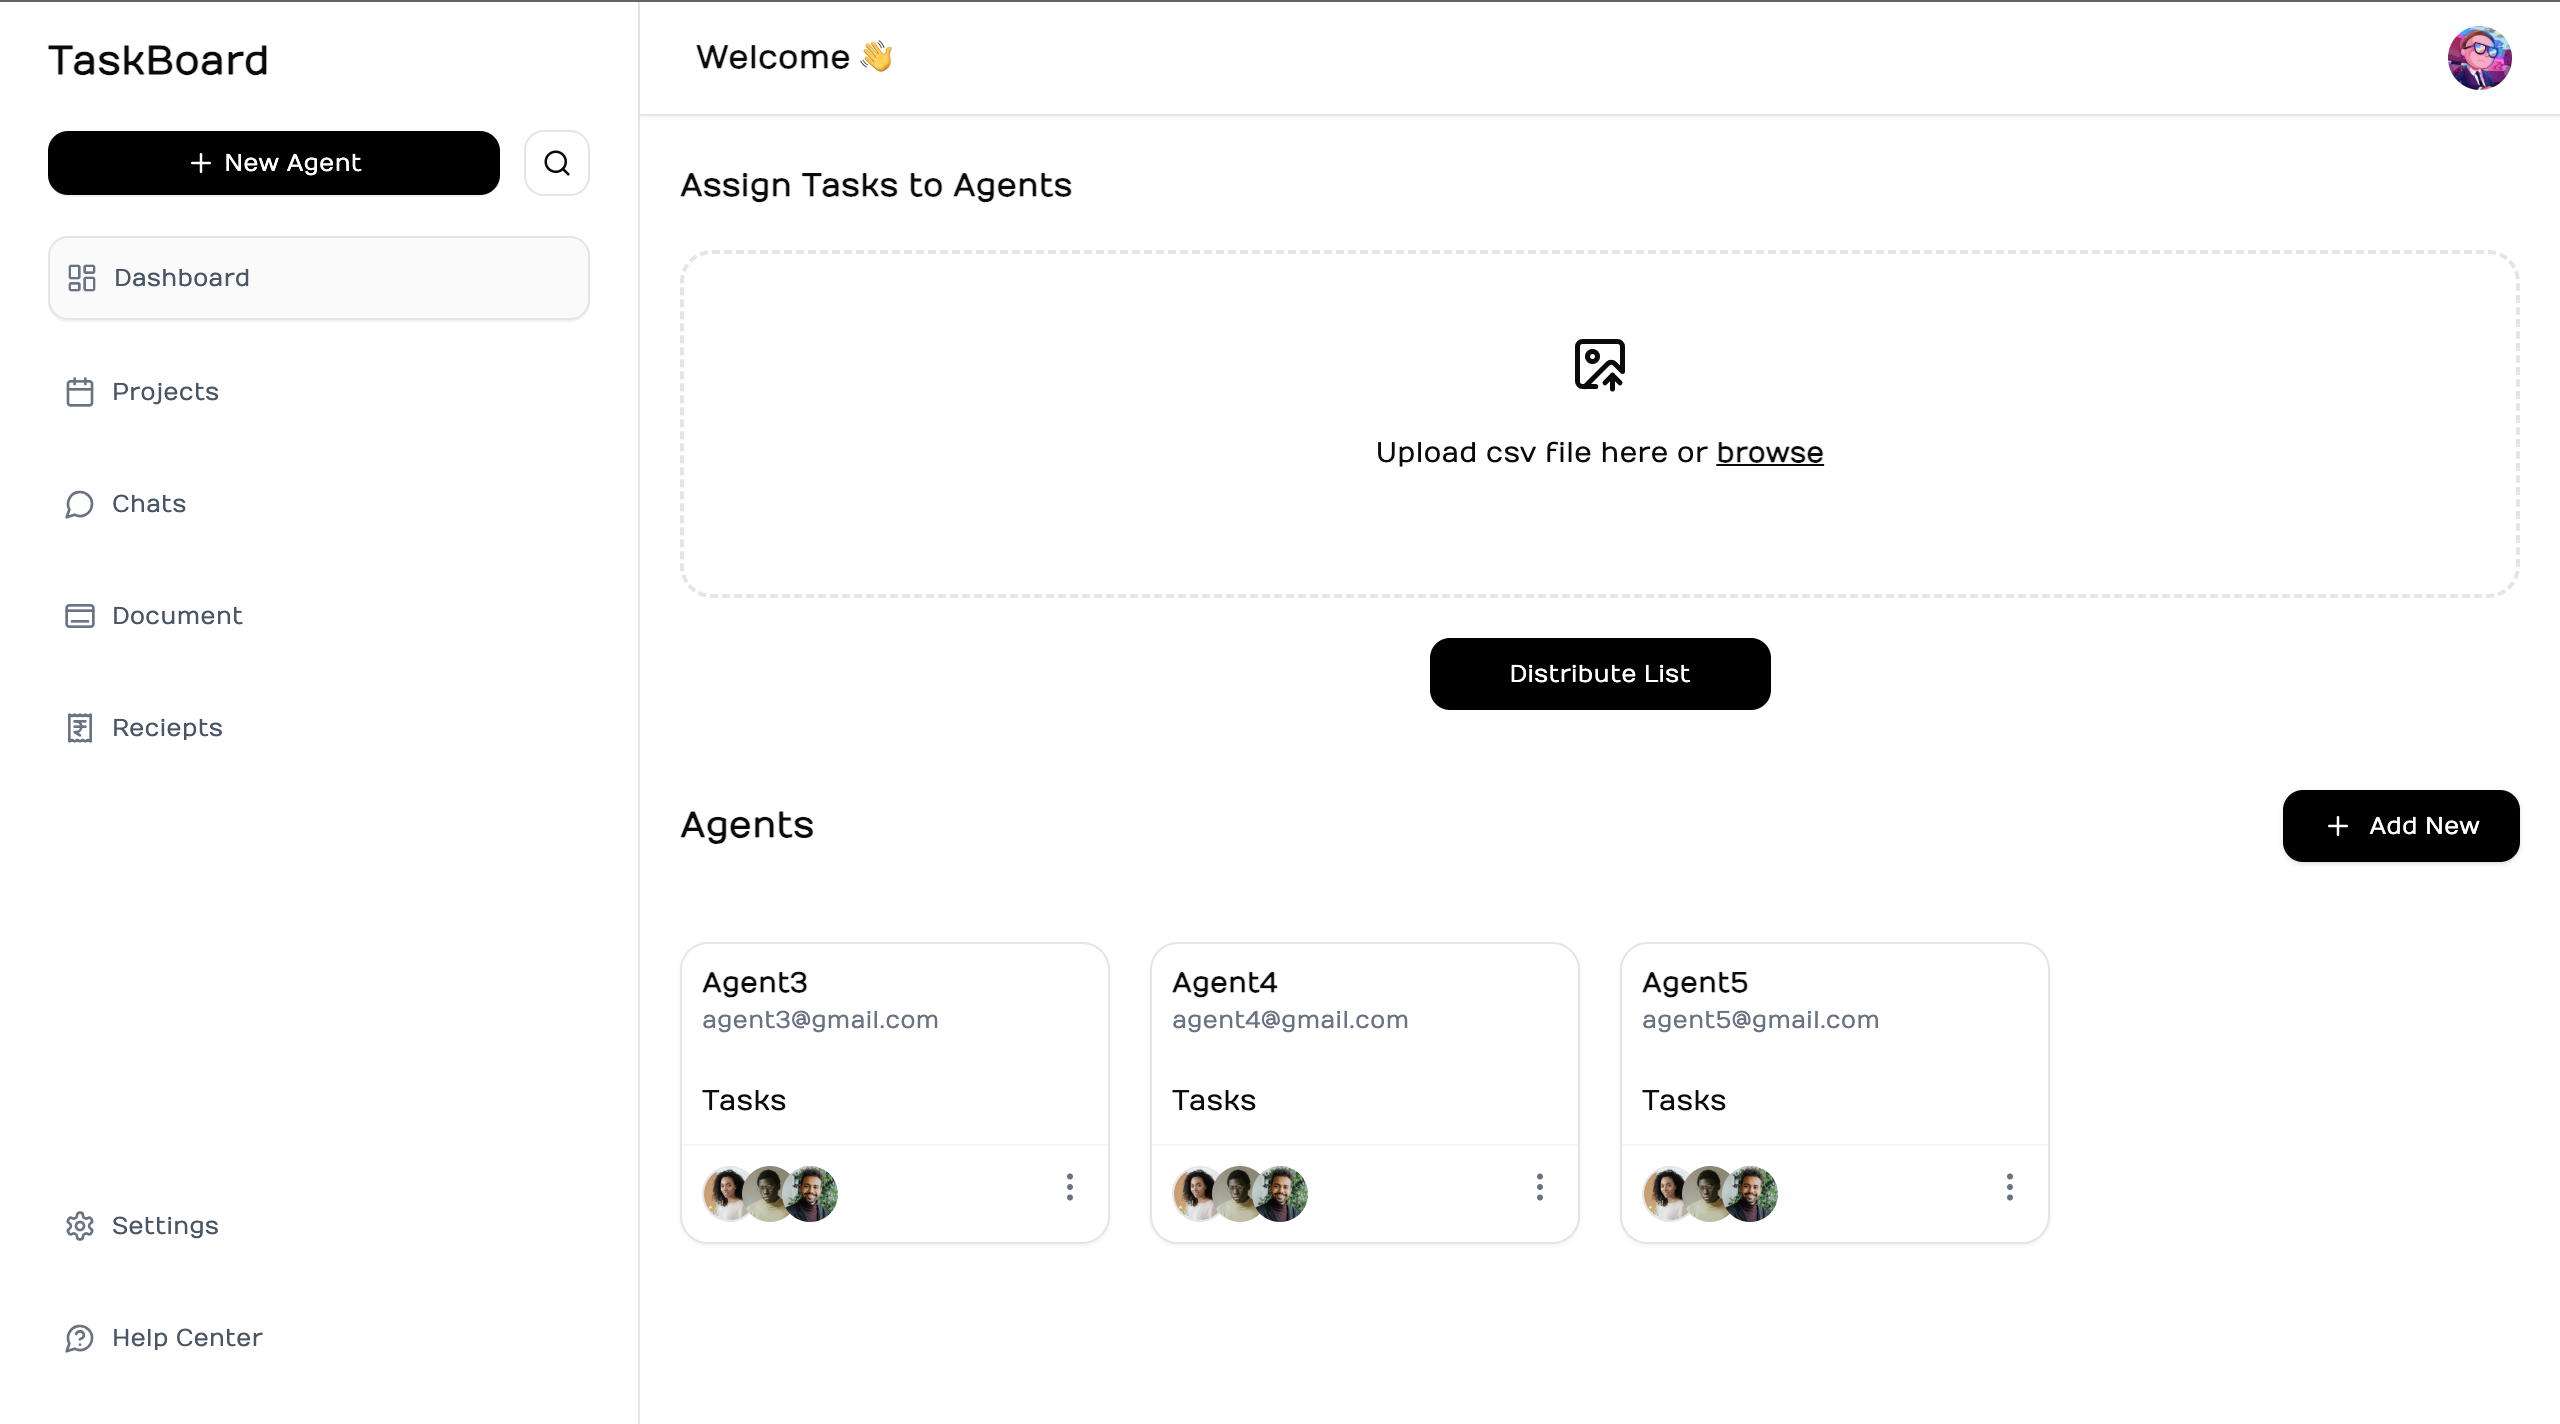 TaskBoard
New Agent
Dashboard
Projects
Chats
Document
Reciepts
Settings
Help Center
Welcome 👋
Assign Tasks to Agents
Upload csv file here or browse
Distribute List
Agents
Add New
Agent3
agent3@gmail.com
Tasks
Agent4
agent4@gmail.com
Tasks
Agent5
agent5@gmail.com
Tasks